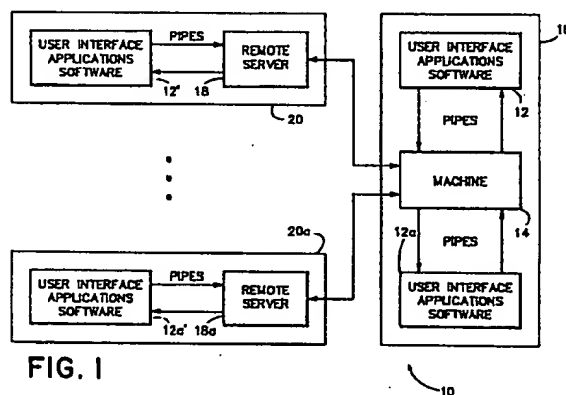 USER INTERFACE
APPLICATIONS
SOFTWARE
PIPES
REMOTE
SERVER
12'
18
20
USER INTERFACE
APPLICATIONS
SOFTWARE
PIPES
REMOTE
SERVER
12a'
18a
20a
USER INTERFACE
APPLICATIONS
SOFTWARE
12
PIPES
MACHINE
14
PIPES
12a
USER INTERFACE
APPLICATIONS
SOFTWARE
10
FIG. 1